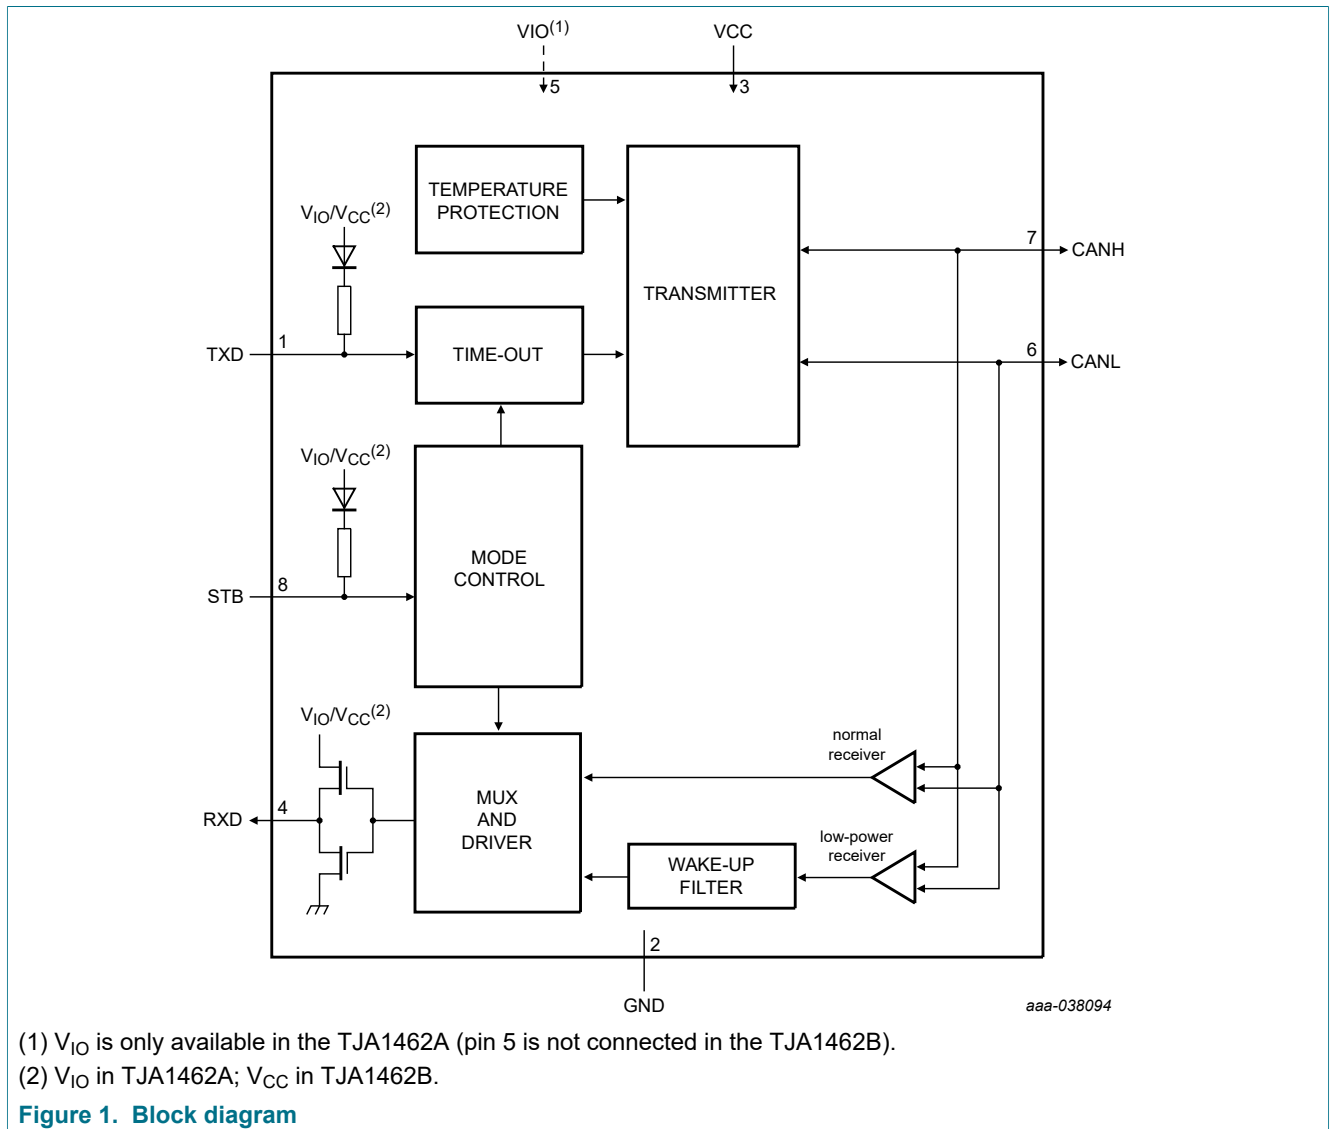 VIO(1)
VCC
5
3
TEMPERATURE
PROTECTION
VIO/VCC(2)
7
CANH
TRANSMITTER
TXD
1
TIME-OUT
6
CANL
VIO/VCC(2)
MODE
CONTROL
STB
8
VIO/VCC(2)
normal
receiver
RXD
4
MUX
AND
DRIVER
low-power
receiver
WAKE-UP
FILTER
2
GND
aaa-038094
(1) VIO is only available in the TJA1462A (pin 5 is not connected in the TJA1462B).
(2) VIO in TJA1462A; VCC in TJA1462B.
Figure 1. Block diagram